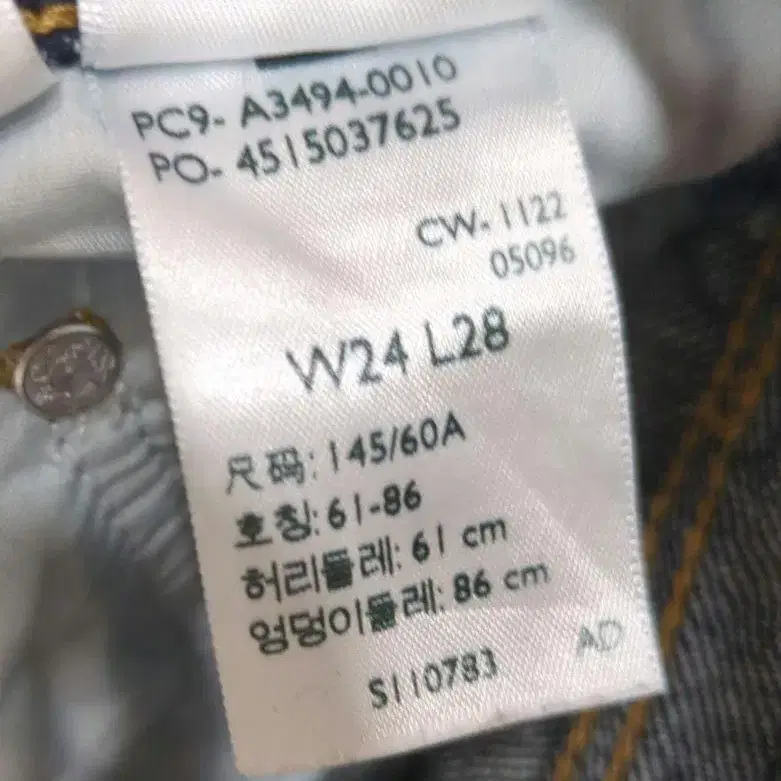 PC9- A3494-0010
PO- 4515037625
CW-1122
05096
W24 L28
尺码: 145/60A
호칭: 61-86
허리둘레: 61 cm
엉덩이둘레: 86 cm
S110783 AD